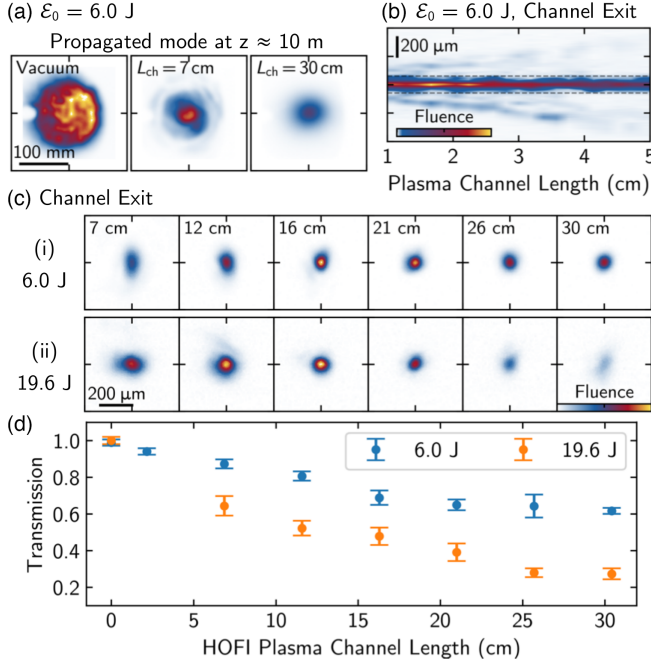 (a) ℰ₀ = 6.0 J
Propagated mode at z ≈ 10 m
Vacuum
L_ch = 7 cm
L_ch = 30 cm
100 mm
(b) ℰ₀ = 6.0 J, Channel Exit
200 μm
Fluence
1 2 3 4 5
Plasma Channel Length (cm)
(c) Channel Exit
7 cm 12 cm 16 cm 21 cm 26 cm 30 cm
(i)
6.0 J
(ii)
19.6 J
200 μm
Fluence
(d)
6.0 J 19.6 J
1.0
0.8
0.6
0.4
0.2
Transmission
0 5 10 15 20 25 30
HOFI Plasma Channel Length (cm)